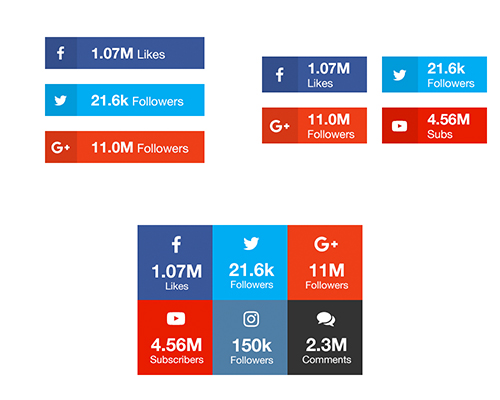 1.07M Likes
21.6k Followers
G+ 11.0M Followers
1.07M
Likes
21.6k
Followers
G+ 11.0M
Followers
4.56M
Subs
G+
1.07M
Likes
21.6k
Followers
11M
Followers
4.56M
Subscribers
150k
Followers
2.3M
Comments